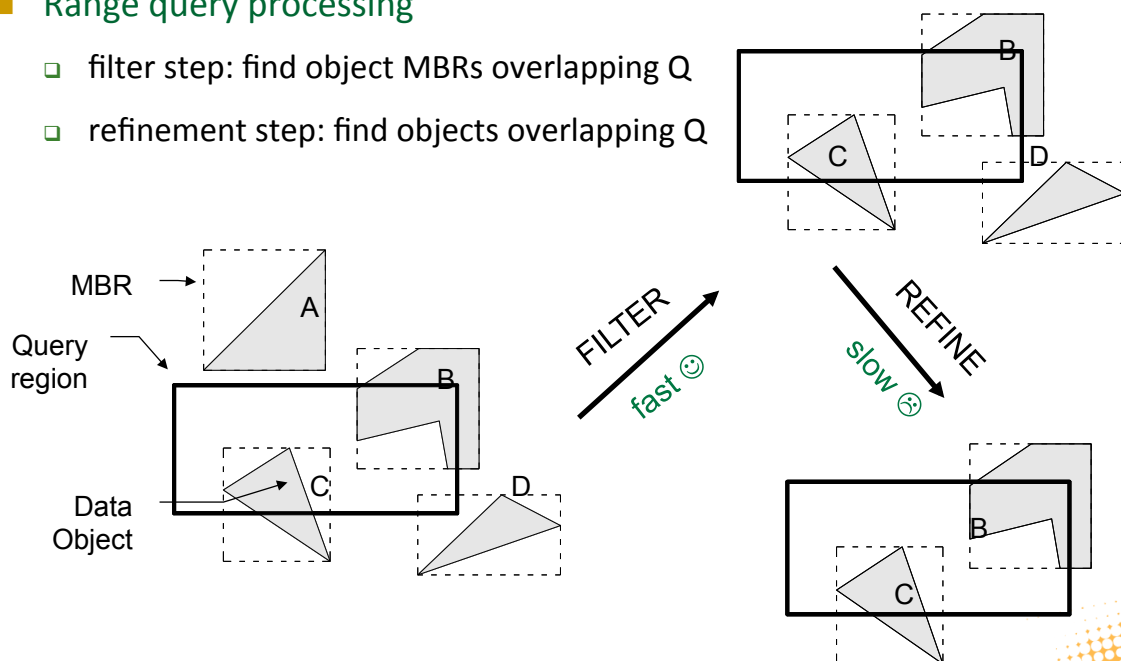 Range query processing
filter step: find object MBRs overlapping Q
refinement step: find objects overlapping Q
B
C
D
MBR
A
Query
region
B
C
D
Data
Object
FILTER
fast ☺
REFINE
slow ☹
B
C